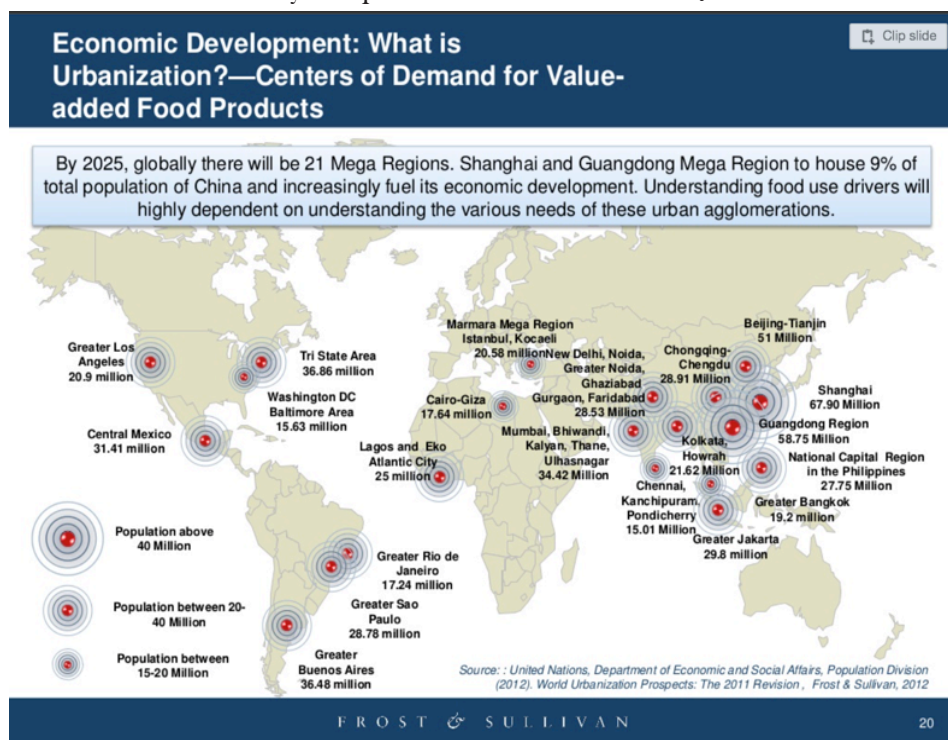 Economic Development: What is
Urbanization?—Centers of Demand for Value-
added Food Products
Clip slide
By 2025, globally there will be 21 Mega Regions. Shanghai and Guangdong Mega Region to house 9% of
total population of China and increasingly fuel its economic development. Understanding food use drivers will
highly dependent on understanding the various needs of these urban agglomerations.
Greater Los
Angeles
20.9 million
Tri State Area
36.86 million
Washington DC
Baltimore Area
15.63 million
Central Mexico
31.41 million
Marmara Mega Region
Istanbul, Kocaeli
20.58 million
Cairo-Giza
17.64 million
Lagos and Eko
Atlantic City
25 million
New Delhi, Noida,
Greater Noida,
Ghaziabad
Gurgaon, Faridabad
28.53 Million
Mumbai, Bhiwandi,
Kalyan, Thane,
Ulhasnagar
34.42 Million
Chongqing-
Chengdu
28.91 Million
Beijing-Tianjin
51 Million
Shanghai
67.90 Million
Guangdong Region
58.75 Million
Kolkata,
Howrah
21.62 Million
National Capital Region
in the Philippines
27.75 Million
Chennai,
Kanchipuram,
Pondicherry
15.01 Million
Greater Bangkok
19.2 million
Greater Jakarta
29.8 million
Greater Rio de
Janeiro
17.24 million
Greater Sao
Paulo
28.78 million
Greater
Buenos Aires
36.48 million
Population above
40 Million
Population between 20-
40 Million
Population between
15-20 Million
Source: : United Nations, Department of Economic and Social Affairs, Population Division
(2012). World Urbanization Prospects: The 2011 Revision , Frost & Sullivan, 2012
FROST & SULLIVAN
20